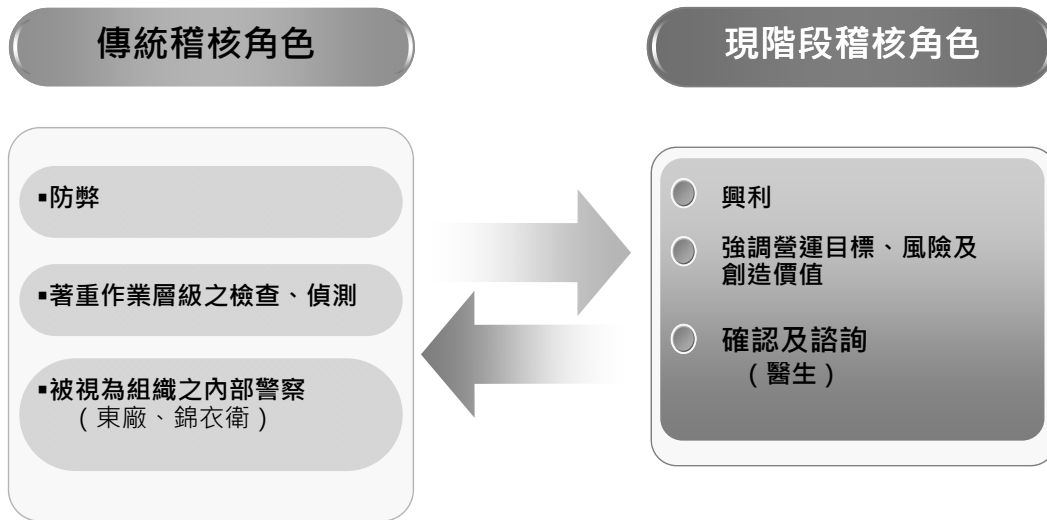 傳統稽核角色
▪防弊
▪著重作業層級之檢查、偵測
▪被視為組織之內部警察
(東廠、錦衣衛)
現階段稽核角色
興利
強調營運目標、風險及
創造價值
確認及諮詢
(醫生)